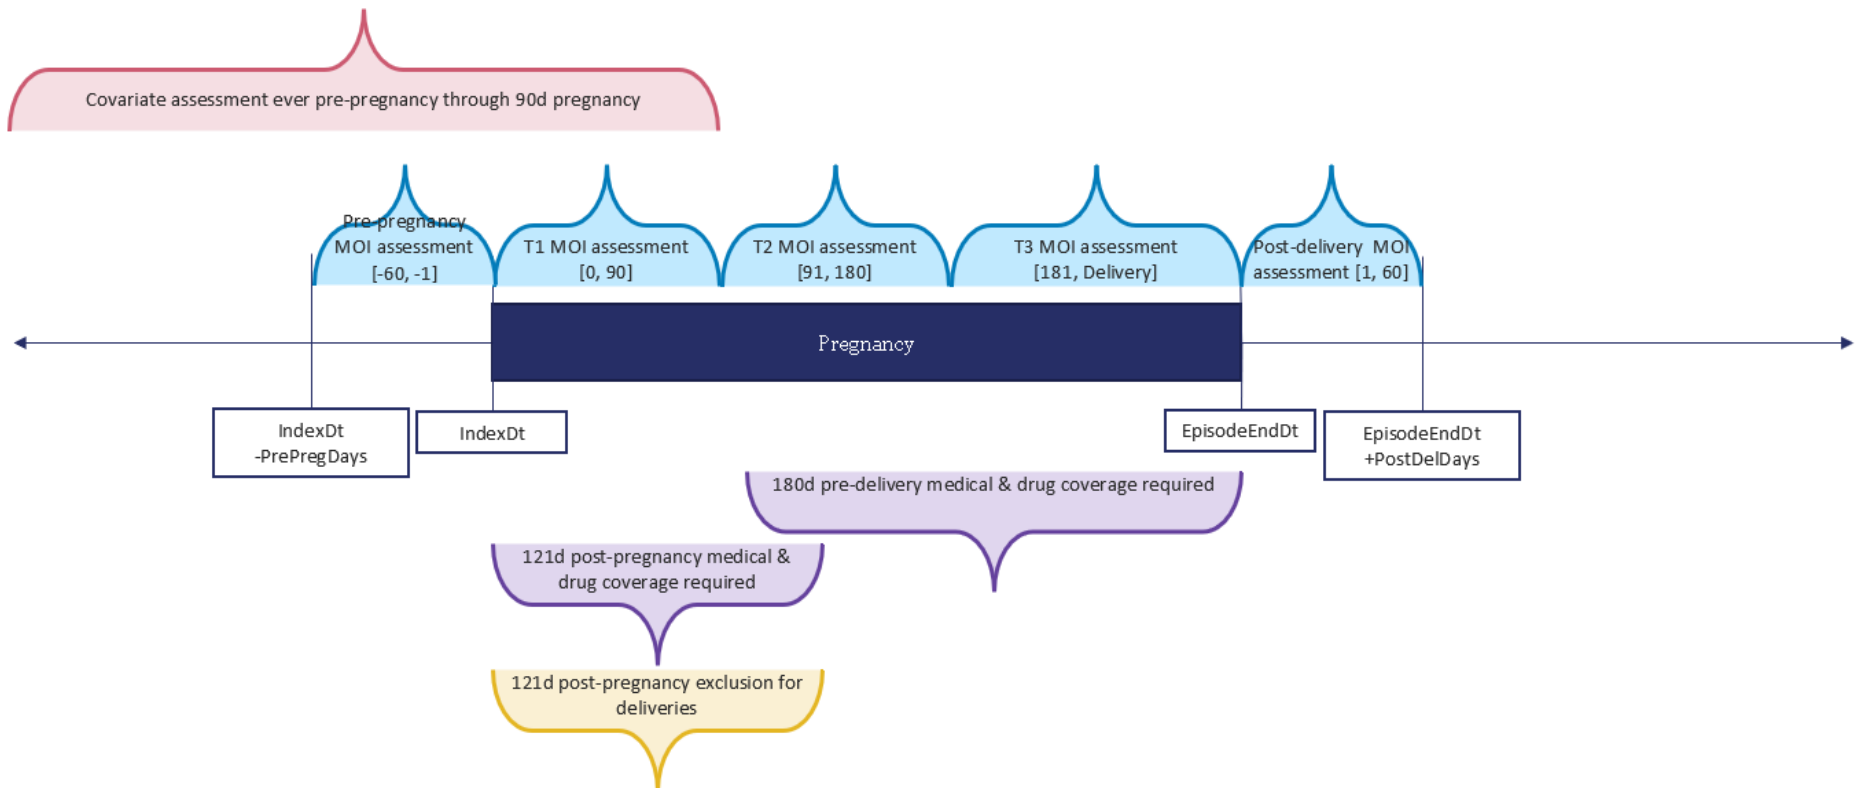 Covariate assessment ever pre-pregnancy through 90d pregnancy
Pre-pregnancy
MOI assessment
[-60, -1]
T1 MOI assessment
[0, 90]
T2 MOI assessment
[91, 180]
T3 MOI assessment
[181, Delivery]
Post-delivery  MOI
assessment [1, 60]
Pregnancy
IndexDt
-PrePregDays
IndexDt
EpisodeEndDt
EpisodeEndDt
+PostDelDays
180d pre-delivery medical & drug coverage required
121d post-pregnancy medical &
drug coverage required
121d post-pregnancy exclusion for
deliveries